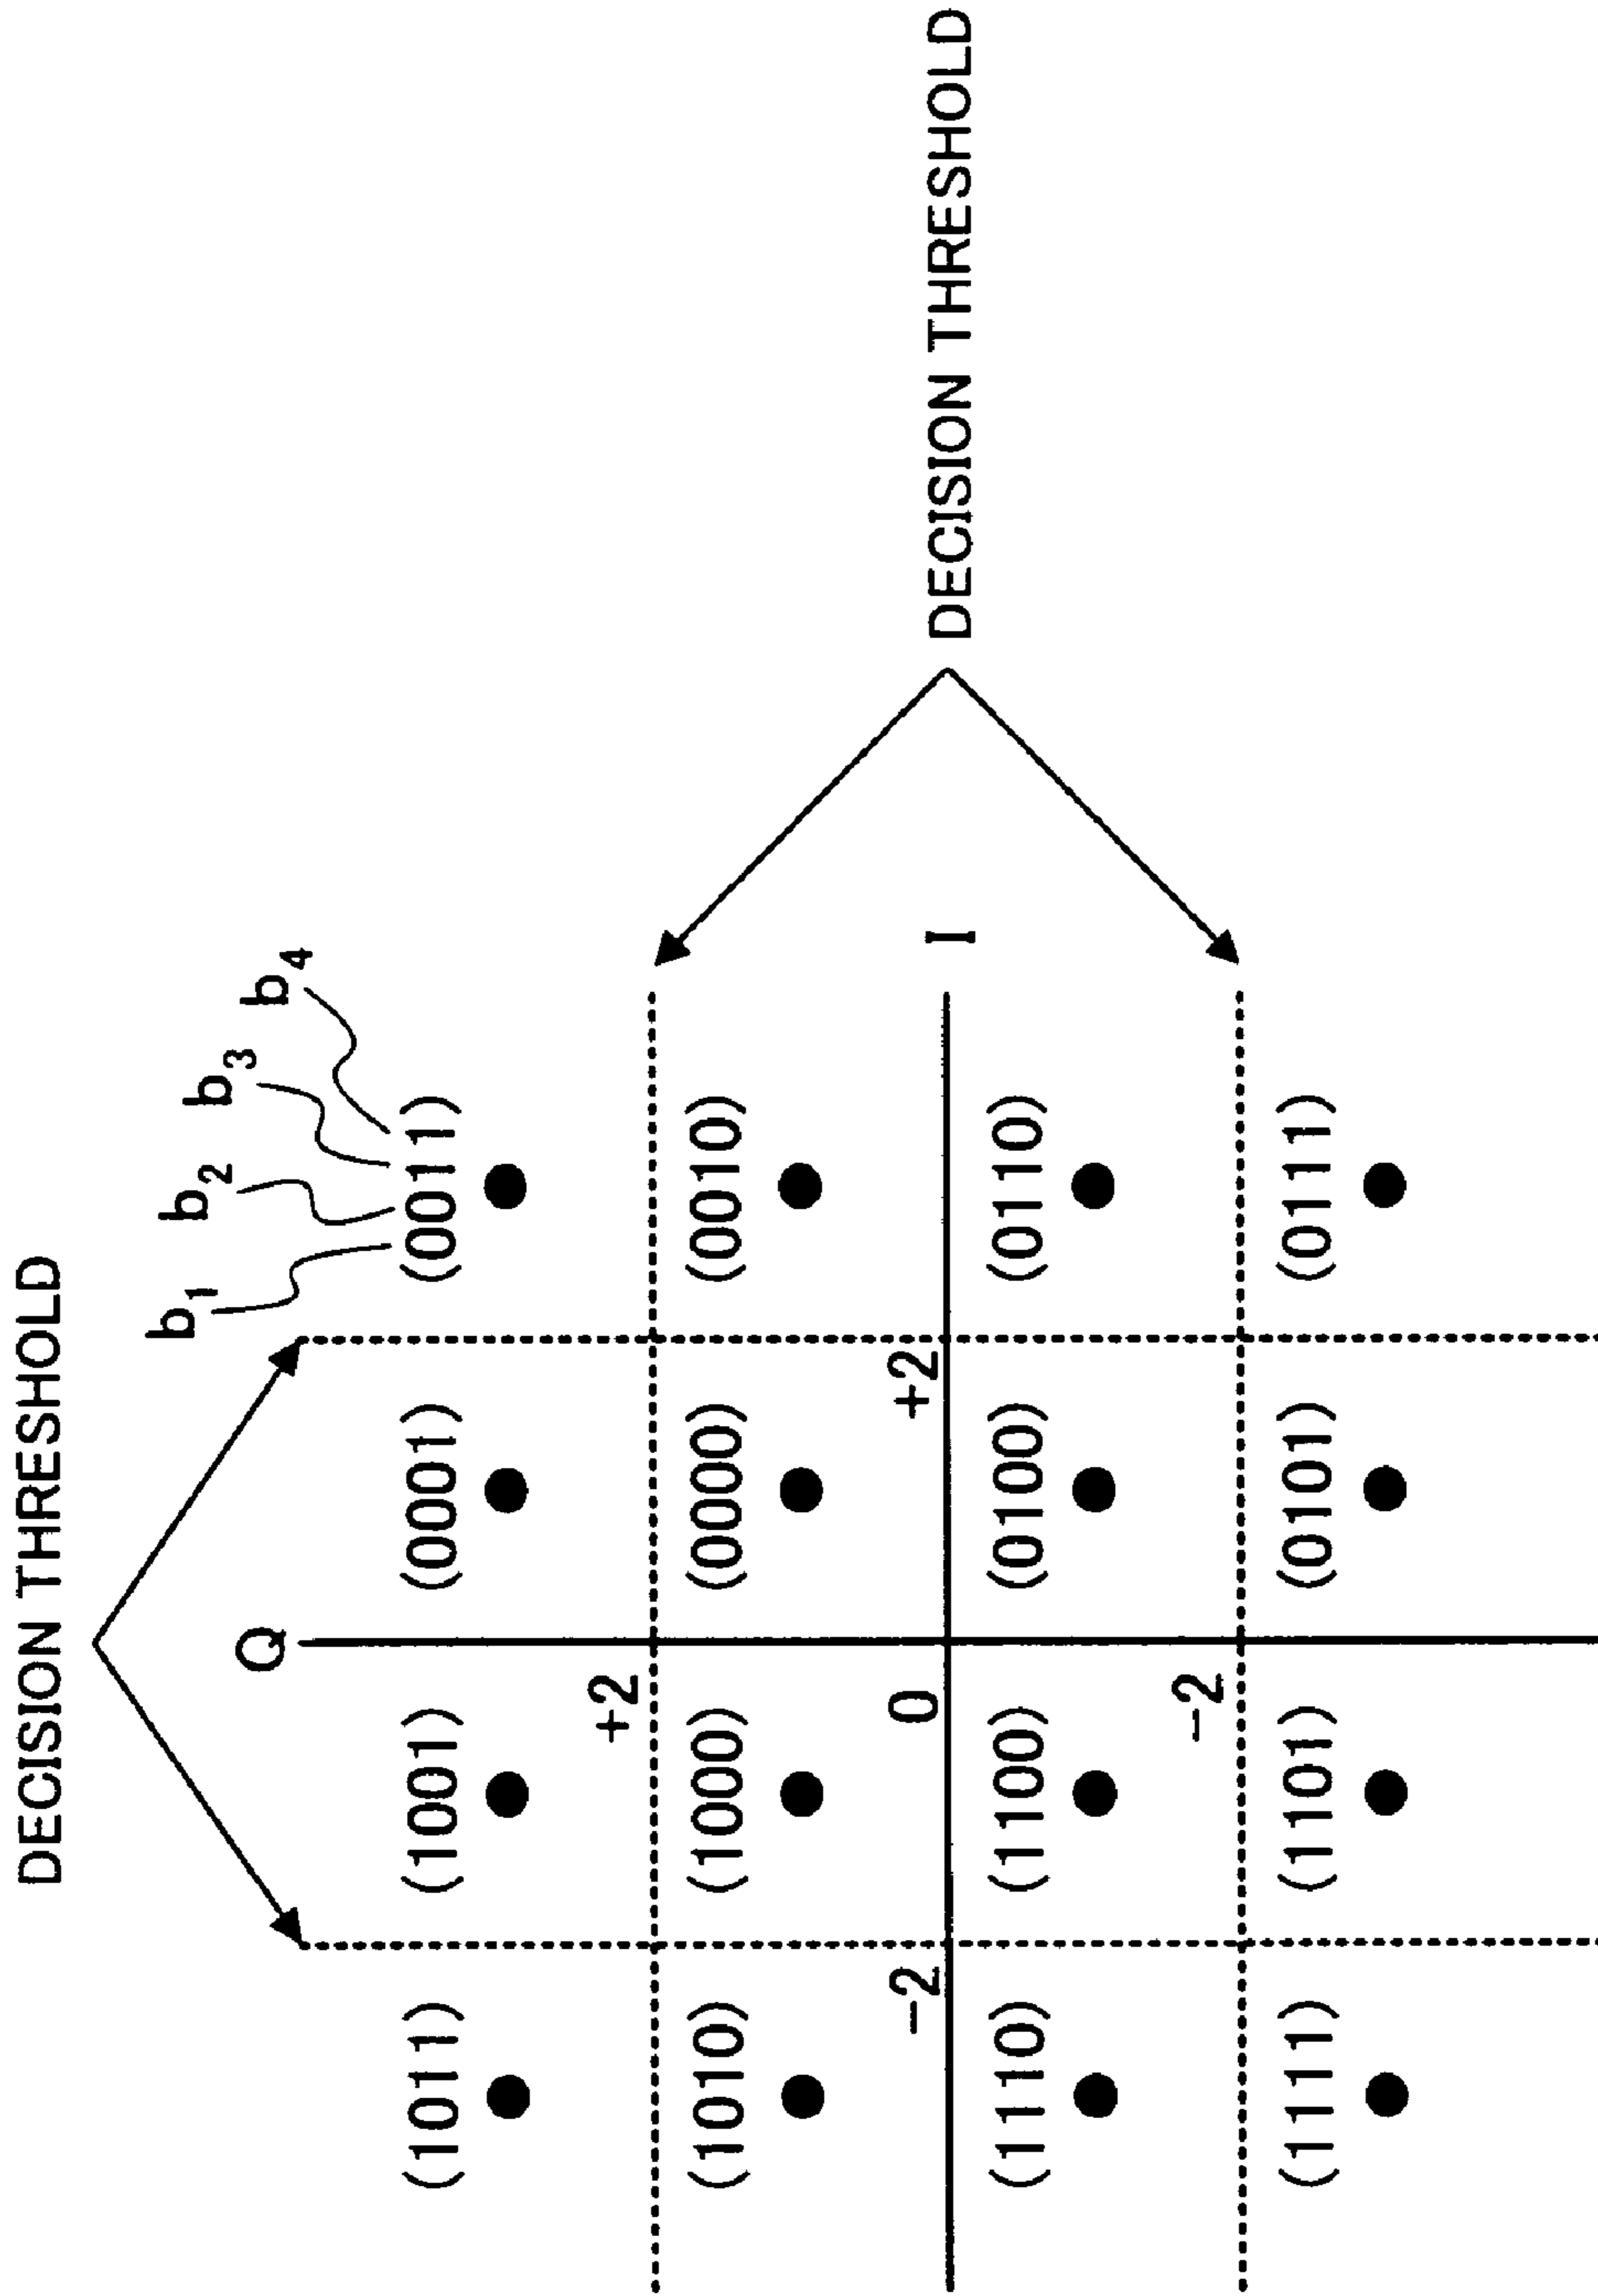 DECISION THRESHOLD
b1 b2 b3 b4
Q
(1011) (1001) (0001) (0011)
+2
(1010) (1000) (0000) (0010)
-2 0 +2 I DECISION THRESHOLD
(1110) (1100) (0100) (0110)
-2
(1111) (1101) (0101) (0111)